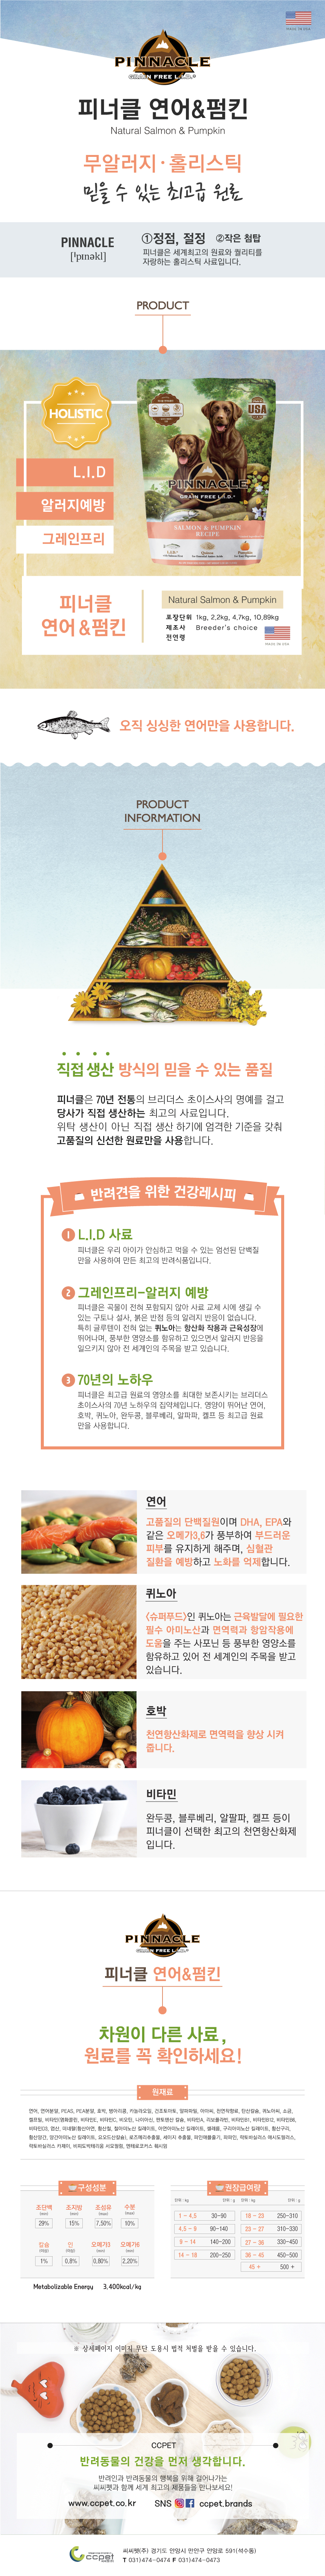 MADE IN USA
PINNACLE
GRAIN FREE L.I.D.
피너클 연어&펌킨
Natural Salmon & Pumpkin
무알러지·홀리스틱
믿을 수 있는 최고급 원료
PINNACLE
①정점, 절정 ②작은 첨탑
피너클은 세계최고의 원료와 퀄리티를
자랑하는 홀리스틱 사료입니다.
PRODUCT
HOLISTIC
L.I.D
알러지예방
그레인프리
USA
PINNACLE
GRAIN FREE L.I.D.
SALMON & PUMPKIN
RECIPE
피너클
연어&펌킨
Natural Salmon & Pumpkin
포장단위 1kg, 2.2kg, 4.7kg, 10.89kg
제조사 Breeder's choice
전연령
MADE IN USA
오직 싱싱한 연어만을 사용합니다.
PRODUCT
INFORMATION
직접 생산 방식의 믿을 수 있는 품질
피너클은 70년 전통의 브리더스 초이스사의 명예를 걸고
당사가 직접 생산하는 최고의 사료입니다.
위탁 생산이 아닌 직접 생산 하기에 엄격한 기준을 갖춰
고품질의 신선한 원료만을 사용합니다.
반려견을 위한 건강레시피
1 L.I.D 사료
피너클은 우리 아이가 안심하고 먹을 수 있는 엄선된 단백질
만을 사용하여 만든 최고의 반려식품입니다.
2 그레인프리-알러지 예방
피너클은 곡물이 전혀 포함되지 않아 사료 교체 시에 생길 수
있는 구토나 설사, 붉은 반점 등의 알러지 반응이 없습니다.
특히 글루텐이 전혀 없는 퀴노아는 항산화 작용과 근육성장에
뛰어나며, 풍부한 영양소를 함유하고 있으면서 알러지 반응을
일으키지 않아 전 세계인의 주목을 받고 있습니다.
3 70년의 노하우
피너클은 최고급 원료의 영양소를 최대한 보존시키는 브리더스
초이스사의 70년 노하우의 집약체입니다. 영양이 뛰어난 연어,
호박, 퀴노아, 완두콩, 블루베리, 알파파, 켈프 등 최고급 원료
만을 사용합니다.
연어
고품질의 단백질원이며 DHA, EPA와
같은 오메가3,6가 풍부하여 부드러운
피부를 유지하게 해주며, 심혈관
질환을 예방하고 노화를 억제합니다.
퀴노아
<슈퍼푸드>인 퀴노아는 근육발달에 필요한
필수 아미노산과 면역력과 항암작용에
도움을 주는 사포닌 등 풍부한 영양소를
함유하고 있어 전 세계인의 주목을 받고
있습니다.
호박
천연항산화제로 면역력을 향상 시켜
줍니다.
비타민
완두콩, 블루베리, 알팔파, 켈프 등이
피너클이 선택한 최고의 천연항산화제
입니다.
PINNACLE
GRAIN FREE L.I.D.
피너클 연어&펌킨
차원이 다른 사료,
원료를 꼭 확인하세요!
원재료
구성성분
조단백 조지방 조섬유 수분
29% 15% 7.50% 10%
칼슘 인 오메가3 오메가6
1% 0.8% 0.80% 2.20%
Metabolizable Energy 3,400kcal/kg
권장급여량
단위 : kg 단위 : g 단위 : kg 단위 : g
1 - 4.5 30-90 18 - 23 250-310
4.5 - 9 90-140 23 - 27 310-330
9 - 14 140-200 27 - 36 330-450
14 - 18 200-250 36 - 45 450-500
45 + 500 +
※ 상세페이지 이미지 무단 도용시 법적 처벌을 받을 수 있습니다.
CCPET
반려동물의 건강을 먼저 생각합니다.
반려인과 반려동물의 행복을 위해 걸어나가는
씨씨펫과 함께 세계 최고의 제품들을 만나보세요!
www.ccpet.co.kr SNS ccpet.brands
ccpet
씨씨펫(주) 경기도 안양시 만안구 안양로 591(석수동)
T 031)474-0474 F 031)474-0473